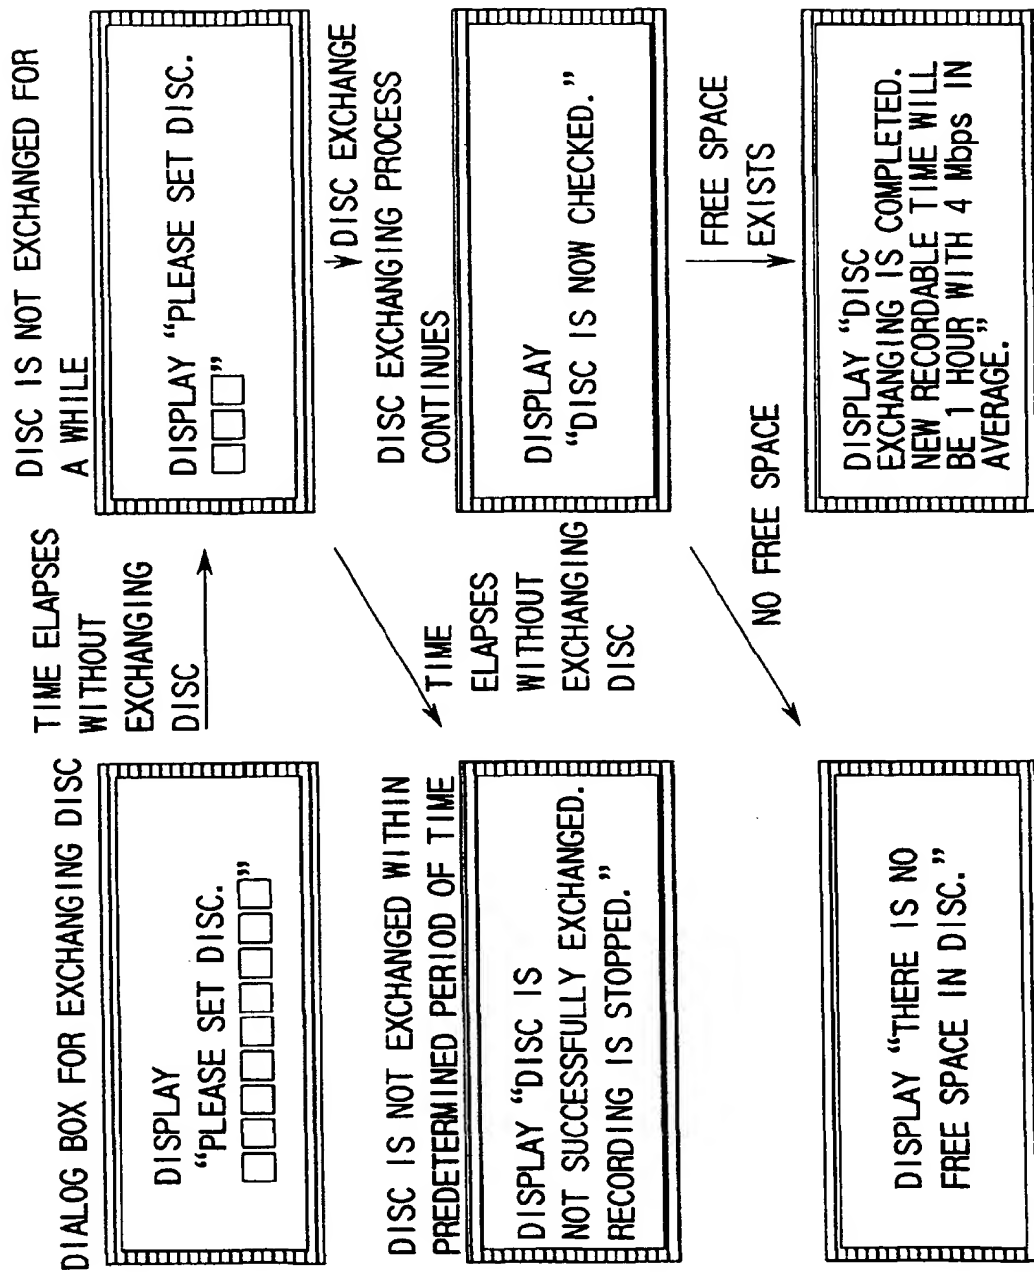 DIALOG BOX FOR EXCHANGING DISC
DISPLAY
“PLEASE SET DISC.
□□□□□□□□”
TIME ELAPSES
WITHOUT
EXCHANGING
DISC
DISC IS NOT EXCHANGED FOR
A WHILE
DISPLAY “PLEASE SET DISC.
□□□”
DISC EXCHANGE
DISC EXCHANGING PROCESS
CONTINUES
DISC IS NOT EXCHANGED WITHIN
PREDETERMINED PERIOD OF TIME
DISPLAY “DISC IS
NOT SUCCESSFULLY EXCHANGED.
RECORDING IS STOPPED.”
TIME
ELAPSES
WITHOUT
EXCHANGING
DISC
DISPLAY
“DISC IS NOW CHECKED.”
FREE SPACE
EXISTS
NO FREE SPACE
DISPLAY “THERE IS NO
FREE SPACE IN DISC.”
DISPLAY “DISC
EXCHANGING IS COMPLETED.
NEW RECORDABLE TIME WILL
BE 1 HOUR WITH 4 Mbps IN
AVERAGE.”